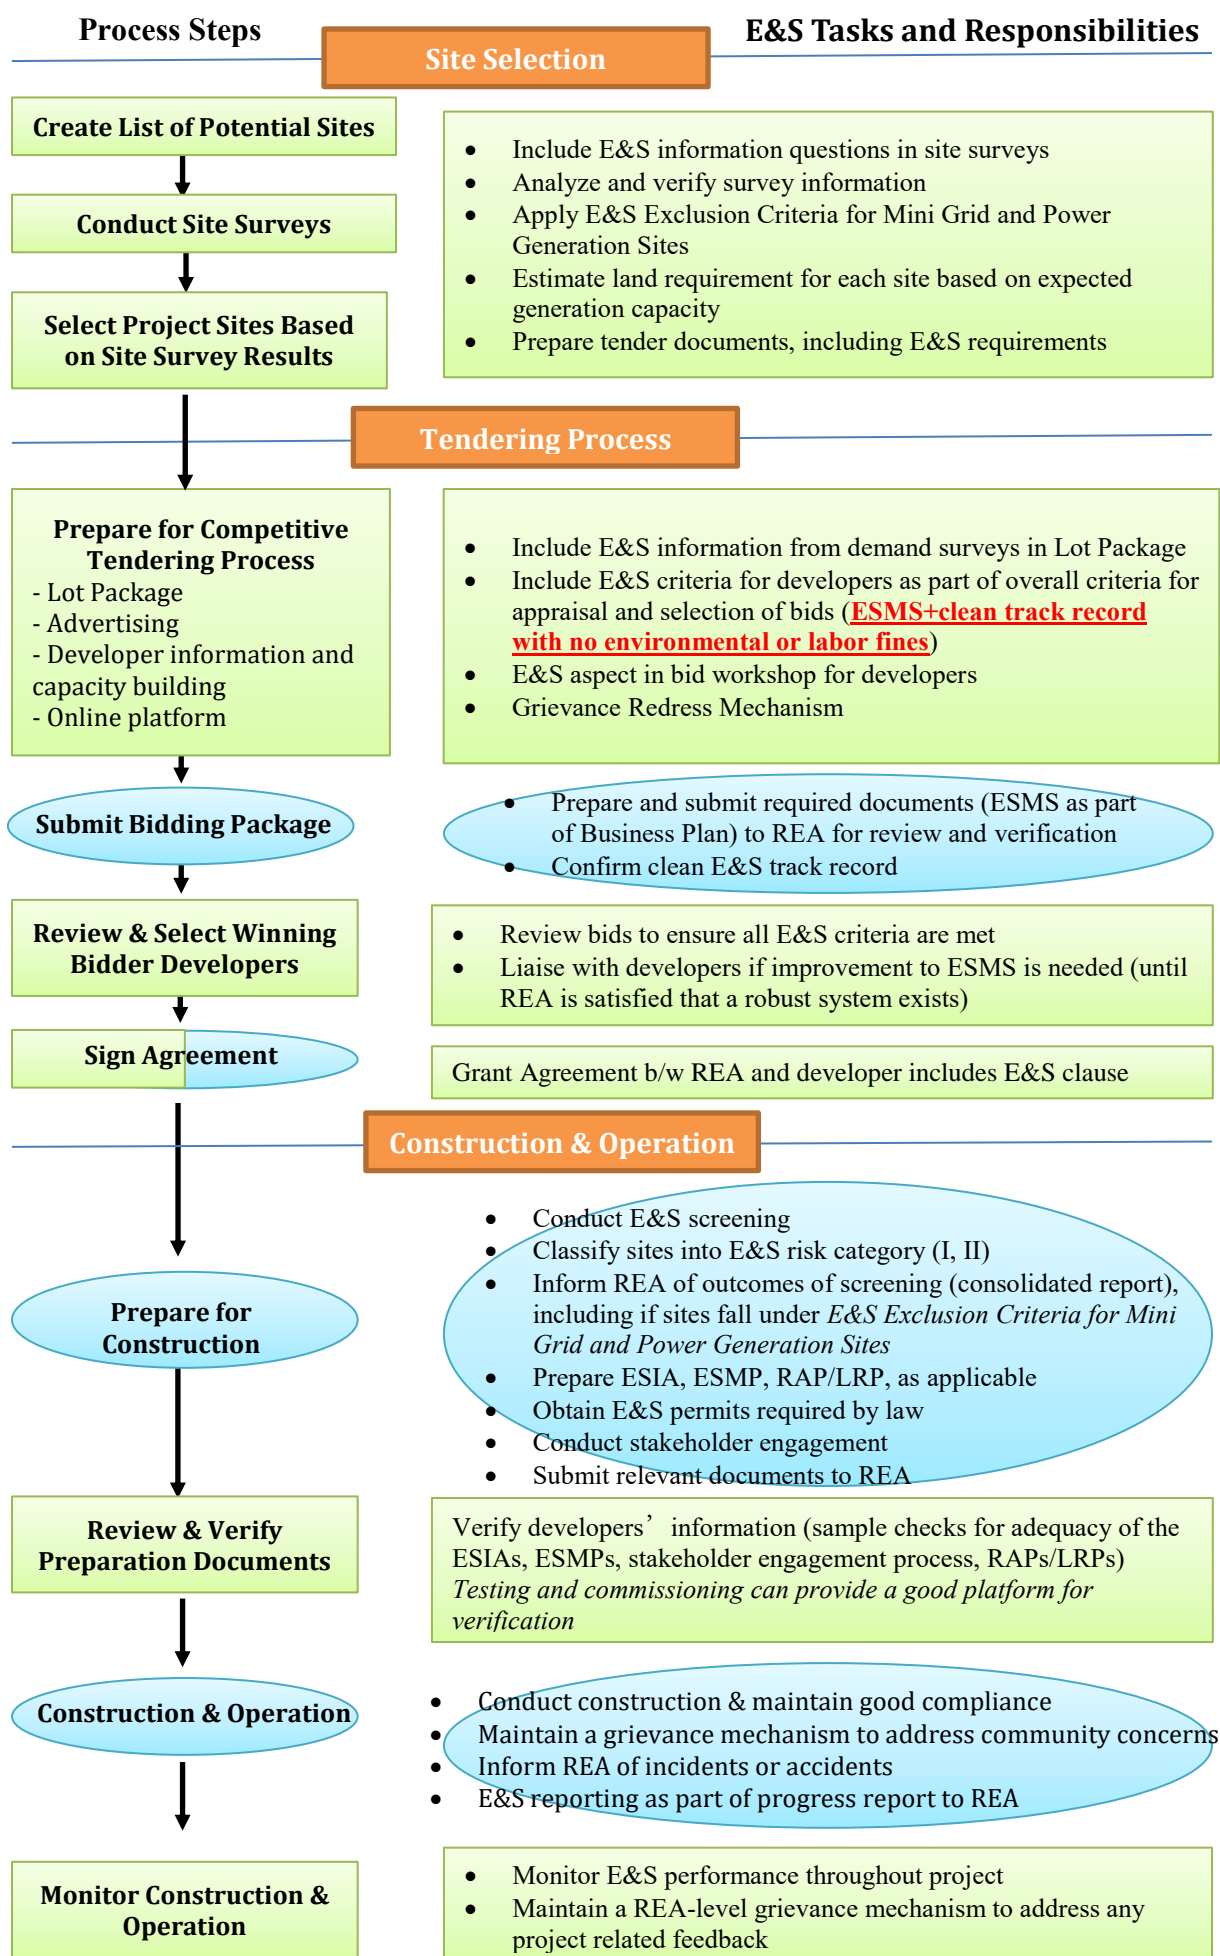 Process Steps
E&S Tasks and Responsibilities
Site Selection
Create List of Potential Sites
Conduct Site Surveys
Select Project Sites Based
on Site Survey Results
• Include E&S information questions in site surveys
• Analyze and verify survey information
• Apply E&S Exclusion Criteria for Mini Grid and Power
Generation Sites
• Estimate land requirement for each site based on expected
generation capacity
• Prepare tender documents, including E&S requirements
Tendering Process
Prepare for Competitive
Tendering Process
- Lot Package
- Advertising
- Developer information and
capacity building
- Online platform
• Include E&S information from demand surveys in Lot Package
• Include E&S criteria for developers as part of overall criteria for
appraisal and selection of bids (ESMS+clean track record
with no environmental or labor fines)
• E&S aspect in bid workshop for developers
• Grievance Redress Mechanism
Submit Bidding Package
• Prepare and submit required documents (ESMS as part
of Business Plan) to REA for review and verification
• Confirm clean E&S track record
Review & Select Winning
Bidder Developers
• Review bids to ensure all E&S criteria are met
• Liaise with developers if improvement to ESMS is needed (until
REA is satisfied that a robust system exists)
Sign Agreement
Grant Agreement b/w REA and developer includes E&S clause
Construction & Operation
Prepare for
Construction
• Conduct E&S screening
• Classify sites into E&S risk category (I, II)
• Inform REA of outcomes of screening (consolidated report),
including if sites fall under E&S Exclusion Criteria for Mini
Grid and Power Generation Sites
• Prepare ESIA, ESMP, RAP/LRP, as applicable
• Obtain E&S permits required by law
• Conduct stakeholder engagement
• Submit relevant documents to REA
Review & Verify
Preparation Documents
Verify developers’ information (sample checks for adequacy of the
ESIAs, ESMPs, stakeholder engagement process, RAPs/LRPs)
Testing and commissioning can provide a good platform for
verification
Construction & Operation
• Conduct construction & maintain good compliance
• Maintain a grievance mechanism to address community concerns
• Inform REA of incidents or accidents
• E&S reporting as part of progress report to REA
Monitor Construction &
Operation
• Monitor E&S performance throughout project
• Maintain a REA-level grievance mechanism to address any
project related feedback